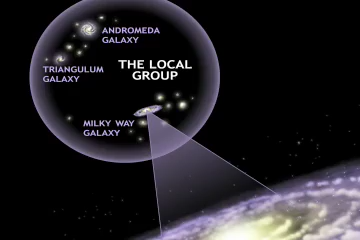 ANDROMEDA
GALAXY
THE LOCAL
GROUP
TRIANGULUM
GALAXY
MILKY WAY
GALAXY